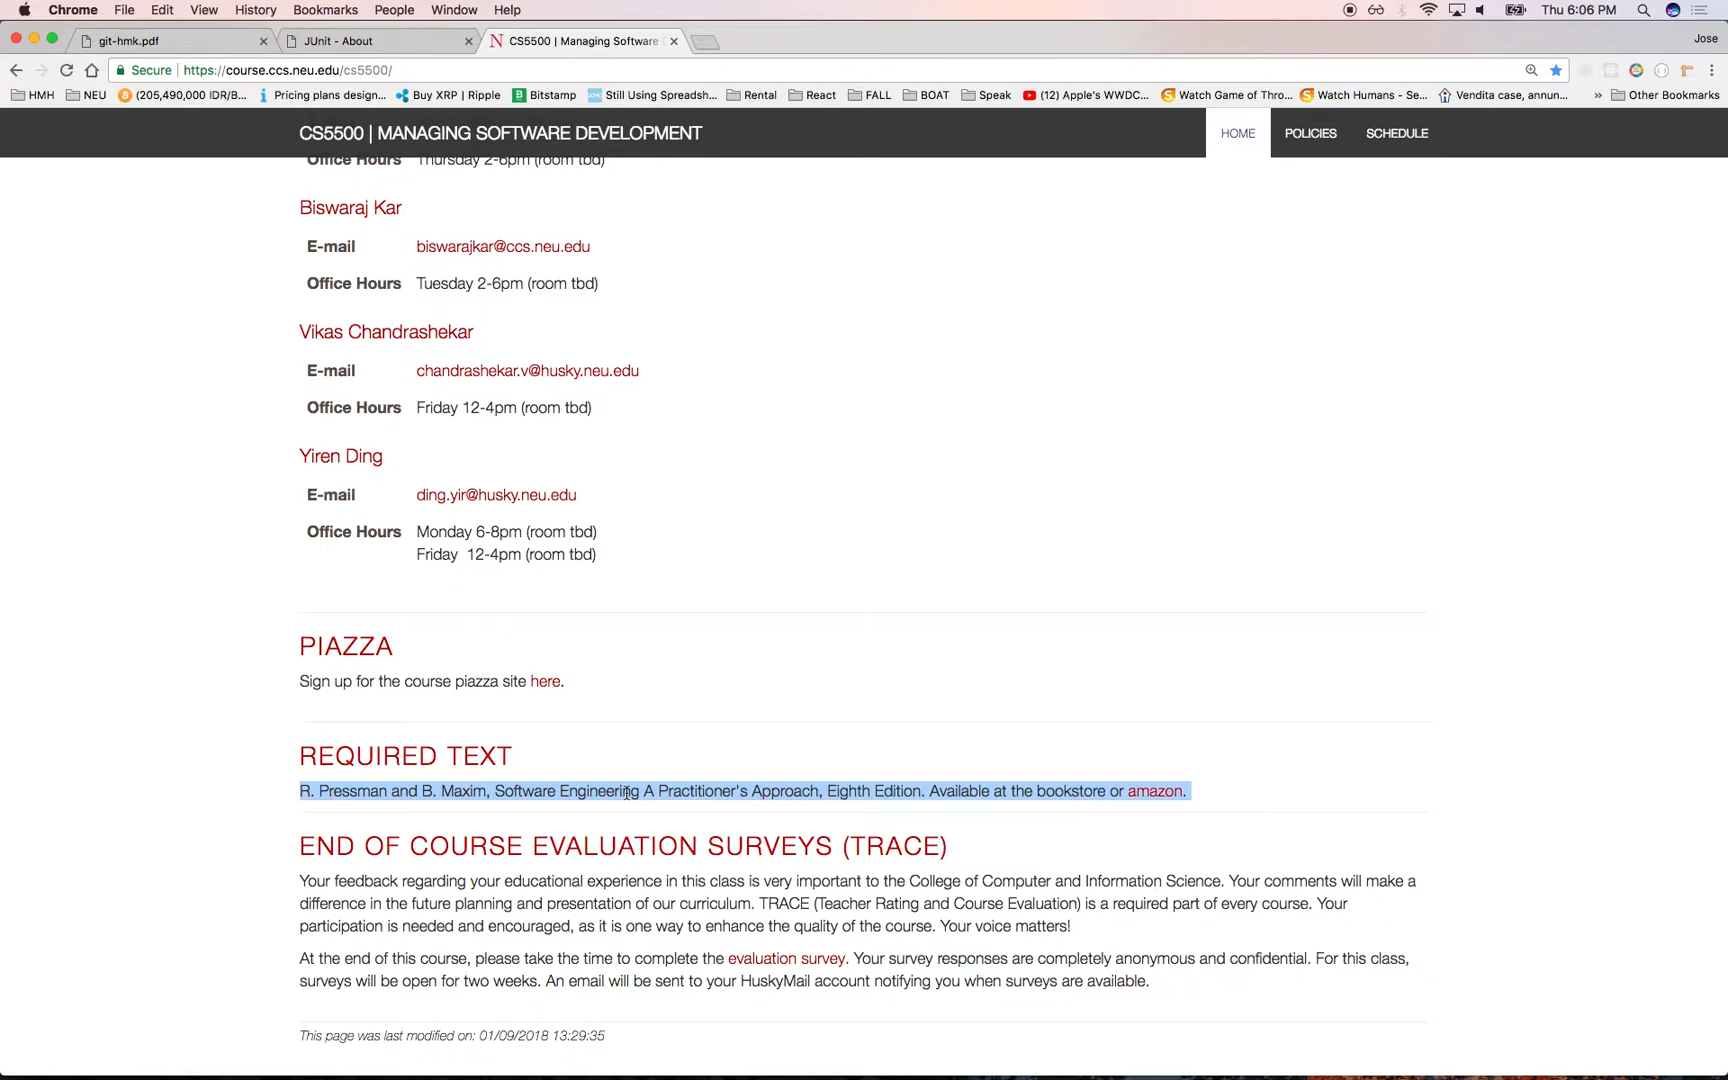 Chrome File Edit View History Bookmarks People Window Help Thu 6:06 PM
git-hmk.pdf JUnit - About CS5500 | Managing Software Jose
Secure | https://course.ccs.neu.edu/cs5500/
HMH NEU (205,490,000 IDR/B... Pricing plans design... Buy XRP | Ripple Bitstamp Still Using Spreadsh... Rental React FALL BOAT Speak (12) Apple's WWDC... Watch Game of Thro... Watch Humans - Se... Vendita case, annun... » Other Bookmarks
CS5500 | MANAGING SOFTWARE DEVELOPMENT HOME POLICIES SCHEDULE
Office Hours Thursday 2-6pm (room tbd)
Biswaraj Kar
E-mail biswarajkar@ccs.neu.edu
Office Hours Tuesday 2-6pm (room tbd)
Vikas Chandrashekar
E-mail chandrashekar.v@husky.neu.edu
Office Hours Friday 12-4pm (room tbd)
Yiren Ding
E-mail ding.yir@husky.neu.edu
Office Hours Monday 6-8pm (room tbd)
Friday 12-4pm (room tbd)
PIAZZA
Sign up for the course piazza site here.
REQUIRED TEXT
R. Pressman and B. Maxim, Software Engineering A Practitioner's Approach, Eighth Edition. Available at the bookstore or amazon.
END OF COURSE EVALUATION SURVEYS (TRACE)
Your feedback regarding your educational experience in this class is very important to the College of Computer and Information Science. Your comments will make a
difference in the future planning and presentation of our curriculum. TRACE (Teacher Rating and Course Evaluation) is a required part of every course. Your
participation is needed and encouraged, as it is one way to enhance the quality of the course. Your voice matters!
At the end of this course, please take the time to complete the evaluation survey. Your survey responses are completely anonymous and confidential. For this class,
surveys will be open for two weeks. An email will be sent to your HuskyMail account notifying you when surveys are available.
This page was last modified on: 01/09/2018 13:29:35